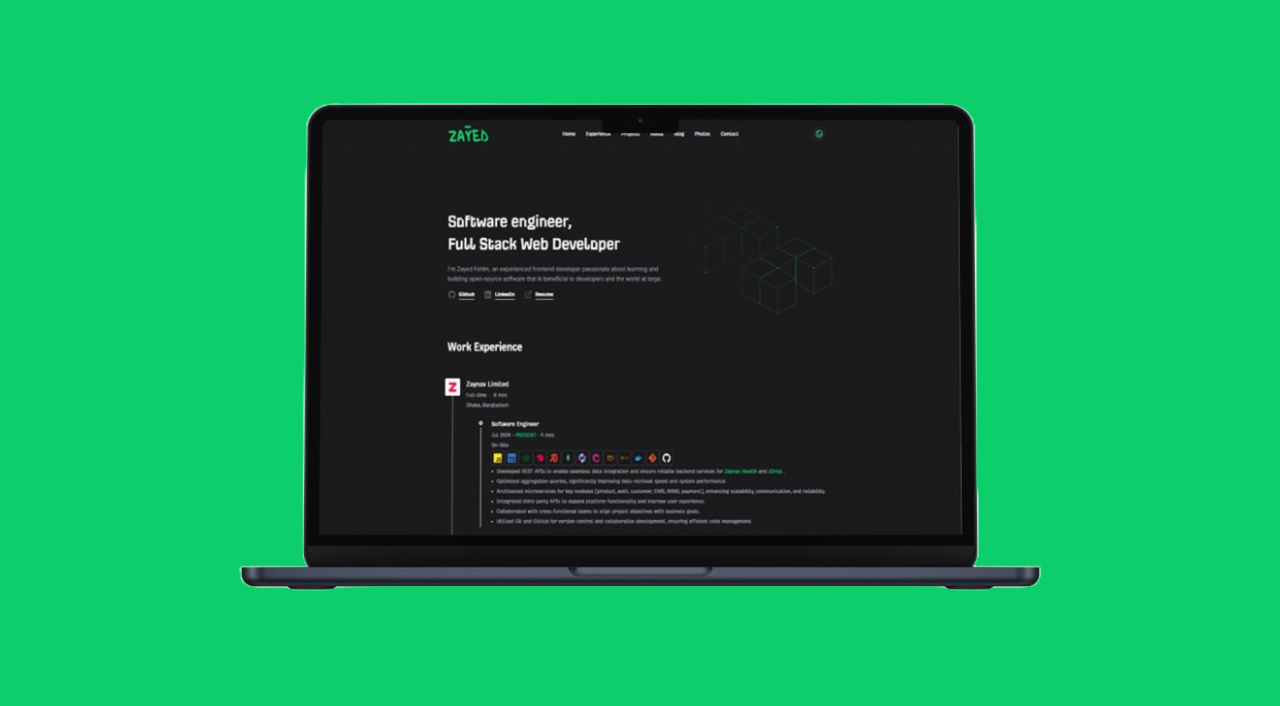 ZAYED
Home Experience Projects About Blog Photos Contact
Software engineer,
Full Stack Web Developer
I'm Zayed Fahim, an experienced frontend developer passionate about learning and
building open-source software that is beneficial to developers and the world at large.
Github LinkedIn Resume
Work Experience
Z
Zaynax Limited
Full-time - 8 mos
Dhaka, Bangladesh
Software Engineer
Jul 2024 - PRESENT · 4 mos
On-Site
• Developed REST APIs to enable seamless data integration and ensure reliable backend services for Zaynax Health and
• Optimized aggregation queries, significantly improving data retrieval speed and system performance.
• Architected microservices for key modules (product, auth, customer, CMS, WMS, payment), enhancing scalability, communication, and reliability.
• Integrated third-party APIs to expand platform functionality and improve user experience.
• Collaborated with cross-functional teams to align project objectives with business goals.
• Utilized Git and GitHub for version control and collaborative development, ensuring efficient code management.